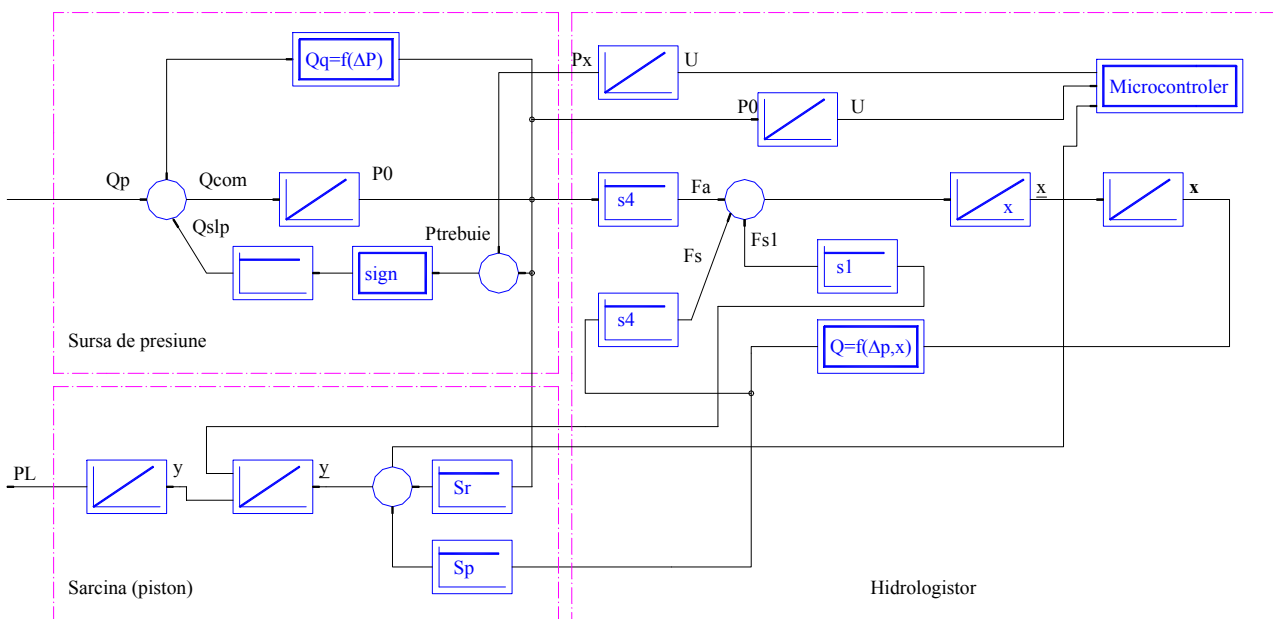 Qq=f(ΔP)
Px
U
Microcontroler
P0
U
Qp
Qcom
P0
s4
Fa
x
x
x
Qslp
Ptrebuie
Fs
Fs1
s1
sign
s4
Q=f(Δp,x)
Sursa de presiune
PL
y
y
Sr
Sp
Sarcina (piston)
Hidrologistor